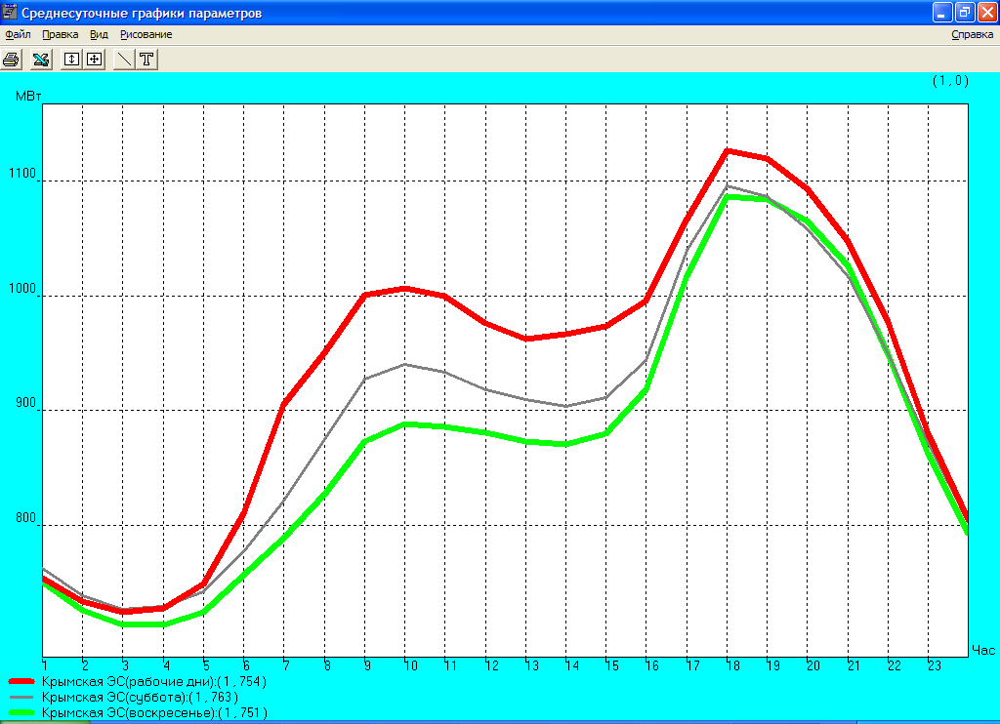 Среднесуточные графики параметров
Файл Правка Вид Рисование Справка
T
(1,0)
МВт
1100
1000
900
800
Час
1 2 3 4 5 6 7 8 9 10 11 12 13 14 15 16 17 18 19 20 21 22 23
Крымская ЭС(рабочие дни):(1,754)
Крымская ЭС(суббота):(1,763)
Крымская ЭС(воскресенье):(1,751)